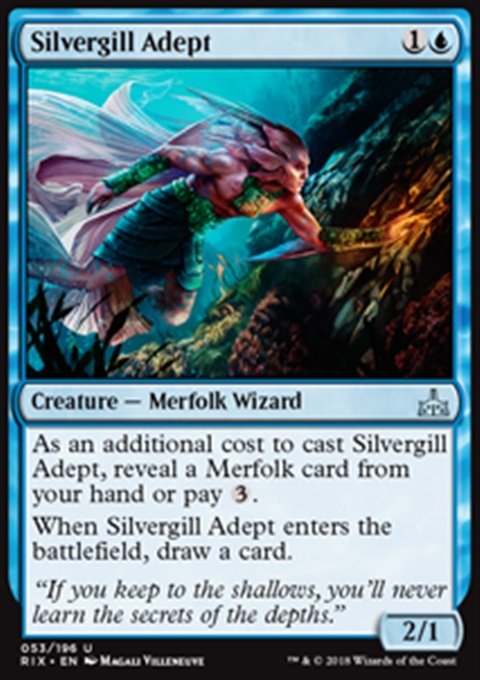 Silvergill Adept 1
Creature — Merfolk Wizard
As an additional cost to cast Silvergill
Adept, reveal a Merfolk card from
your hand or pay 3.
When Silvergill Adept enters the
battlefield, draw a card.
“If you keep to the shallows, you’ll never
learn the secrets of the depths.”
2/1
053/196 U
RIX • EN Magali Villeneuve
™ & © 2018 Wizards of the Coast